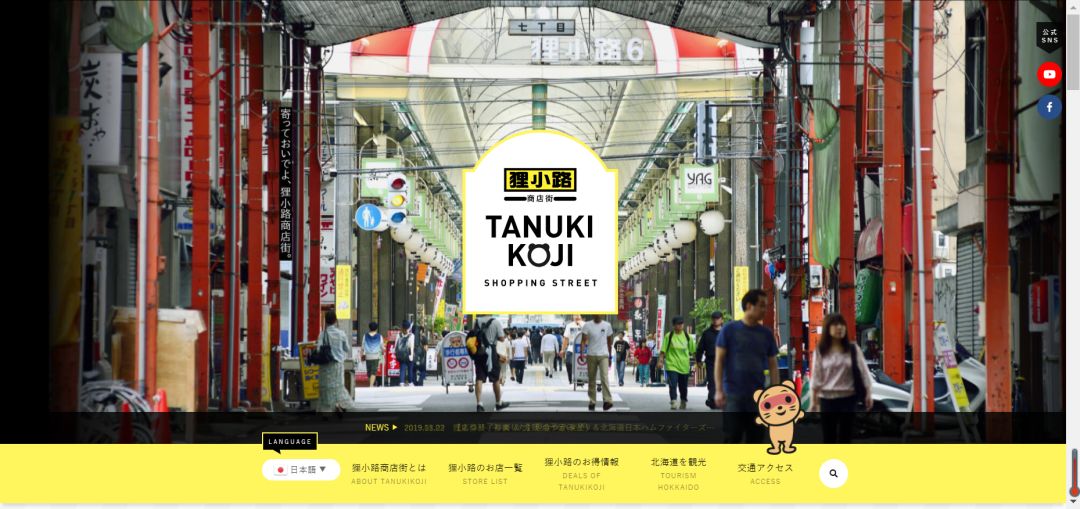 七丁目
狸小路6
公式
SNS
寄っておいでよ、狸小路商店街。
YAG
狸小路
商店街
TANUKI
KOJI
SHOPPING STREET
NEWS
LANGUAGE
日本語 ▼
狸小路商店街とは
ABOUT TANUKIKOJI
狸小路のお店一覧
STORE LIST
狸小路のお得情報
DEALS OF
TANUKIKOJI
北海道を観光
TOURISM
HOKKAIDO
交通アクセス
ACCESS